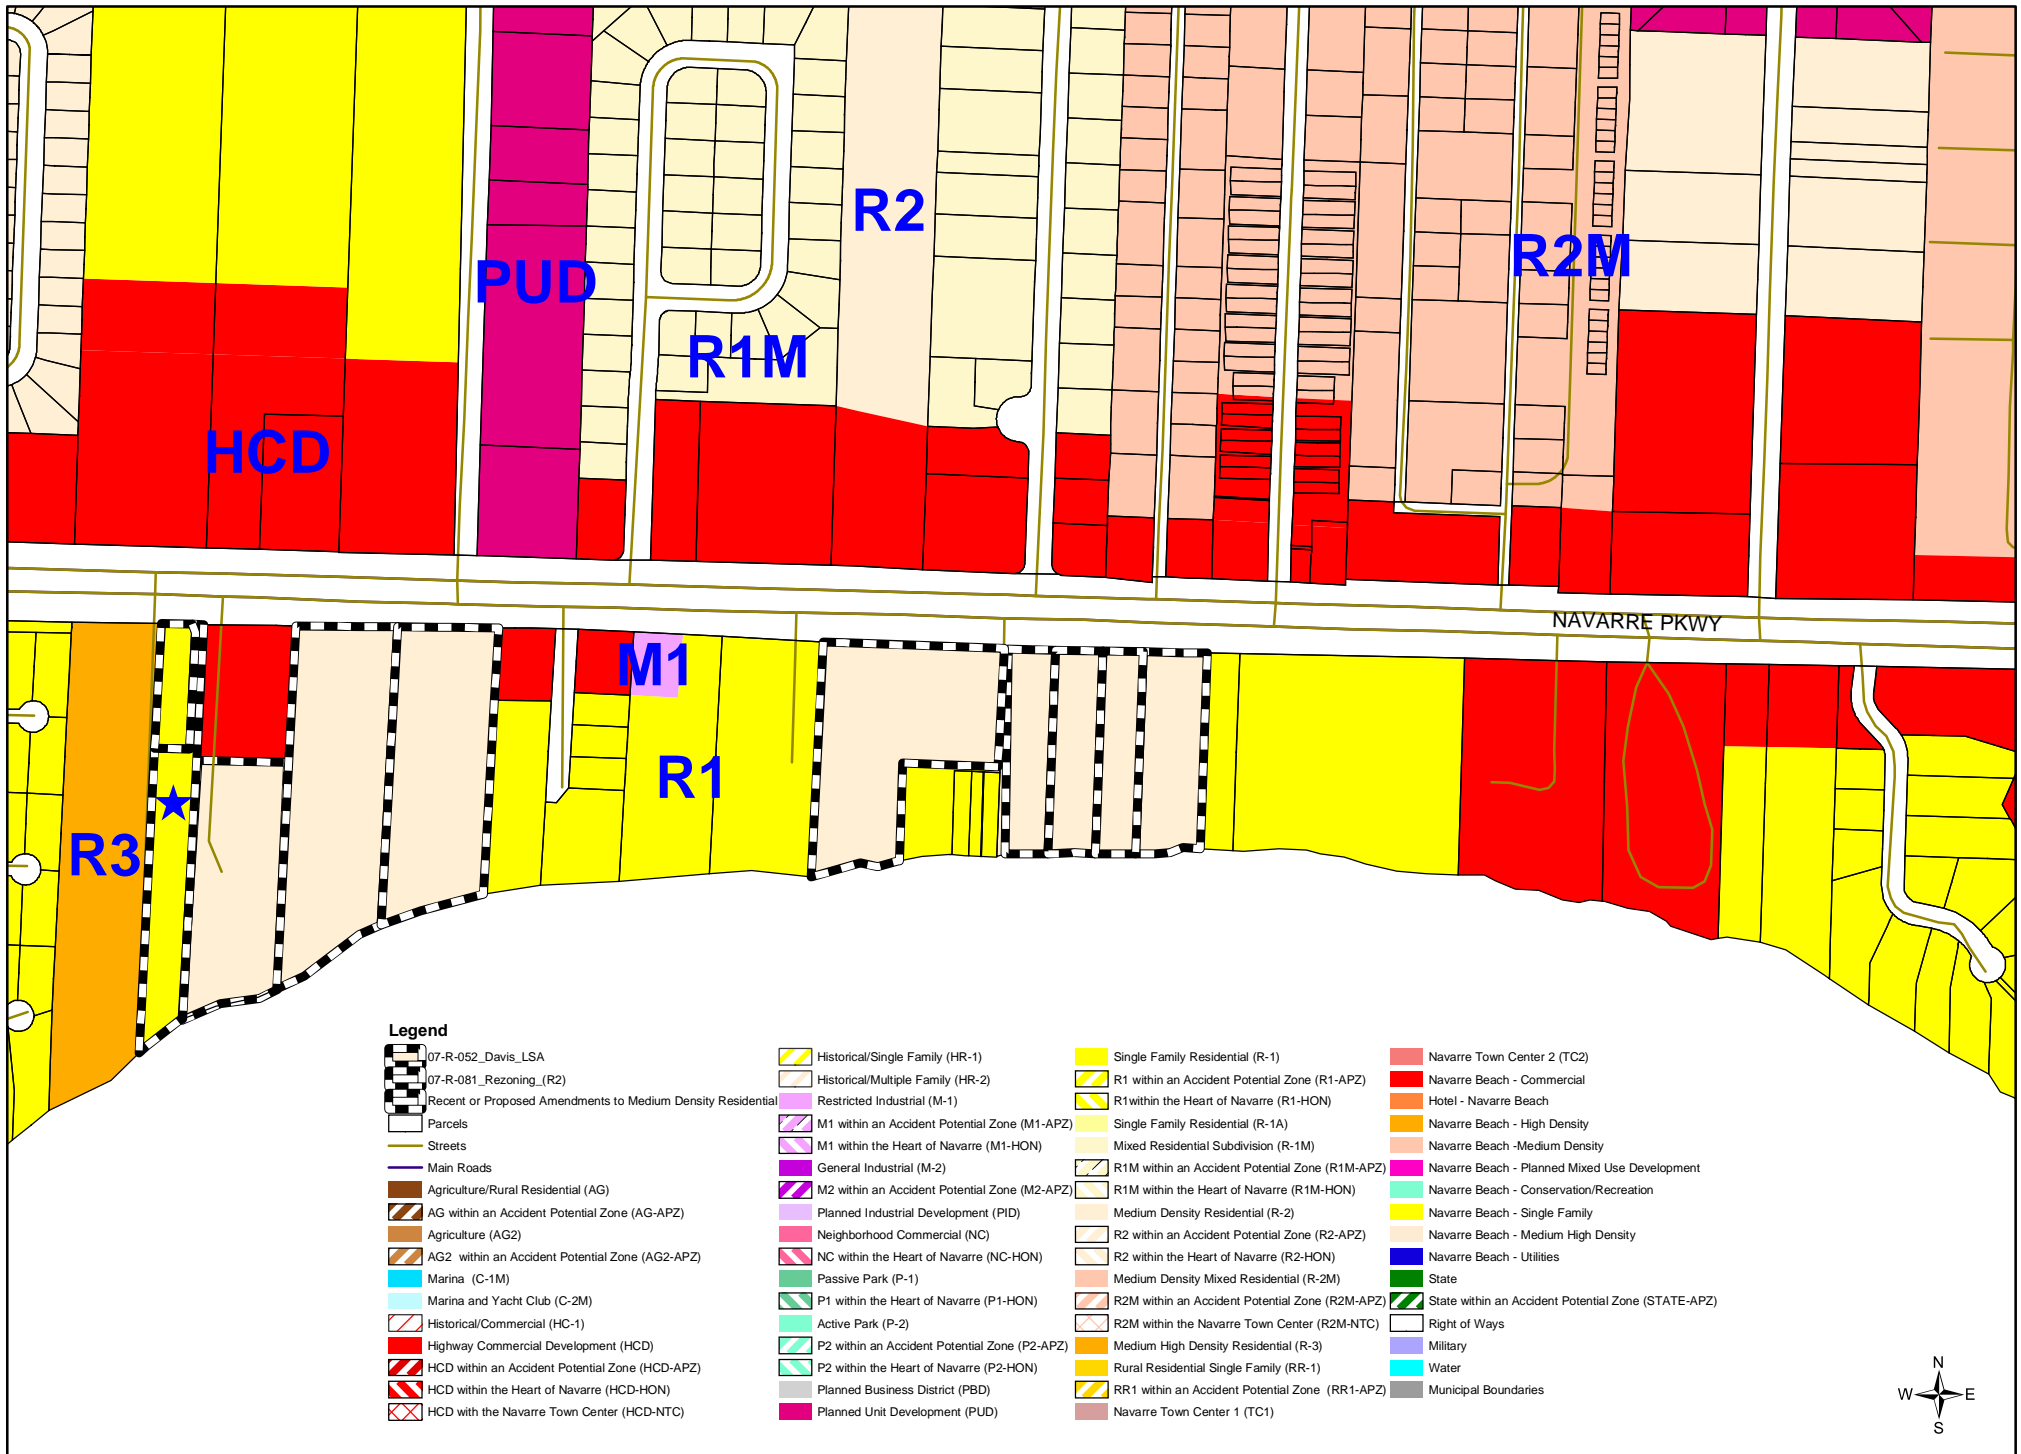 R2
R2M
PUD
R1M
HCD
NAVARRE PKWY
M1
R1
R3
Legend
07-R-052_Davis_LSA
07-R-081_Rezoning_(R2)
Recent or Proposed Amendments to Medium Density Residential
Parcels
Streets
Main Roads
Agriculture/Rural Residential (AG)
AG within an Accident Potential Zone (AG-APZ)
Agriculture (AG2)
AG2 within an Accident Potential Zone (AG2-APZ)
Marina (C-1M)
Marina and Yacht Club (C-2M)
Historical/Commercial (HC-1)
Highway Commercial Development (HCD)
HCD within an Accident Potential Zone (HCD-APZ)
HCD within the Heart of Navarre (HCD-HON)
HCD with the Navarre Town Center (HCD-NTC)
Historical/Single Family (HR-1)
Historical/Multiple Family (HR-2)
Restricted Industrial (M-1)
M1 within an Accident Potential Zone (M1-APZ)
M1 within the Heart of Navarre (M1-HON)
General Industrial (M-2)
M2 within an Accident Potential Zone (M2-APZ)
Planned Industrial Development (PID)
Neighborhood Commercial (NC)
NC within the Heart of Navarre (NC-HON)
Passive Park (P-1)
P1 within the Heart of Navarre (P1-HON)
Active Park (P-2)
P2 within an Accident Potential Zone (P2-APZ)
P2 within the Heart of Navarre (P2-HON)
Planned Business District (PBD)
Planned Unit Development (PUD)
Single Family Residential (R-1)
R1 within an Accident Potential Zone (R1-APZ)
R1within the Heart of Navarre (R1-HON)
Single Family Residential (R-1A)
Mixed Residential Subdivision (R-1M)
R1M within an Accident Potential Zone (R1M-APZ)
R1M within the Heart of Navarre (R1M-HON)
Medium Density Residential (R-2)
R2 within an Accident Potential Zone (R2-APZ)
R2 within the Heart of Navarre (R2-HON)
Medium Density Mixed Residential (R-2M)
R2M within an Accident Potential Zone (R2M-APZ)
R2M within the Navarre Town Center (R2M-NTC)
Medium High Density Residential (R-3)
Rural Residential Single Family (RR-1)
RR1 within an Accident Potential Zone (RR1-APZ)
Navarre Town Center 1 (TC1)
Navarre Town Center 2 (TC2)
Navarre Beach - Commercial
Hotel - Navarre Beach
Navarre Beach - High Density
Navarre Beach -Medium Density
Navarre Beach - Planned Mixed Use Development
Navarre Beach - Conservation/Recreation
Navarre Beach - Single Family
Navarre Beach - Medium High Density
Navarre Beach - Utilities
State
State within an Accident Potential Zone (STATE-APZ)
Right of Ways
Military
Water
Municipal Boundaries
N
W E
S